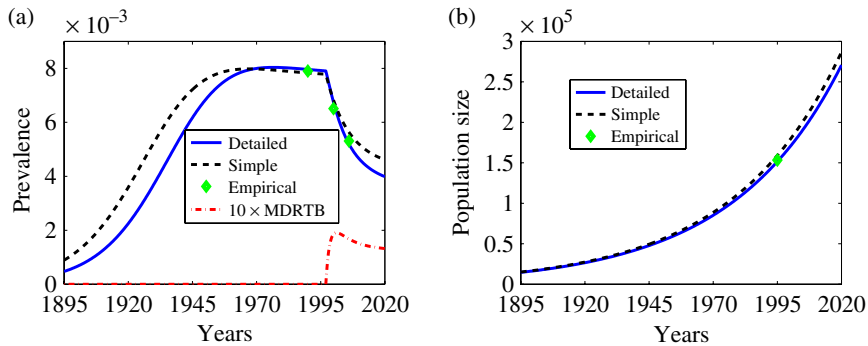 (a)
× 10⁻³
8
6
4
2
0
Prevalence
Detailed
Simple
Empirical
10 × MDRTB
1895 1920 1945 1970 1995 2020
Years
(b)
× 10⁵
3
2.5
2
1.5
1
0.5
0
Population size
Detailed
Simple
Empirical
1895 1920 1945 1970 1995 2020
Years